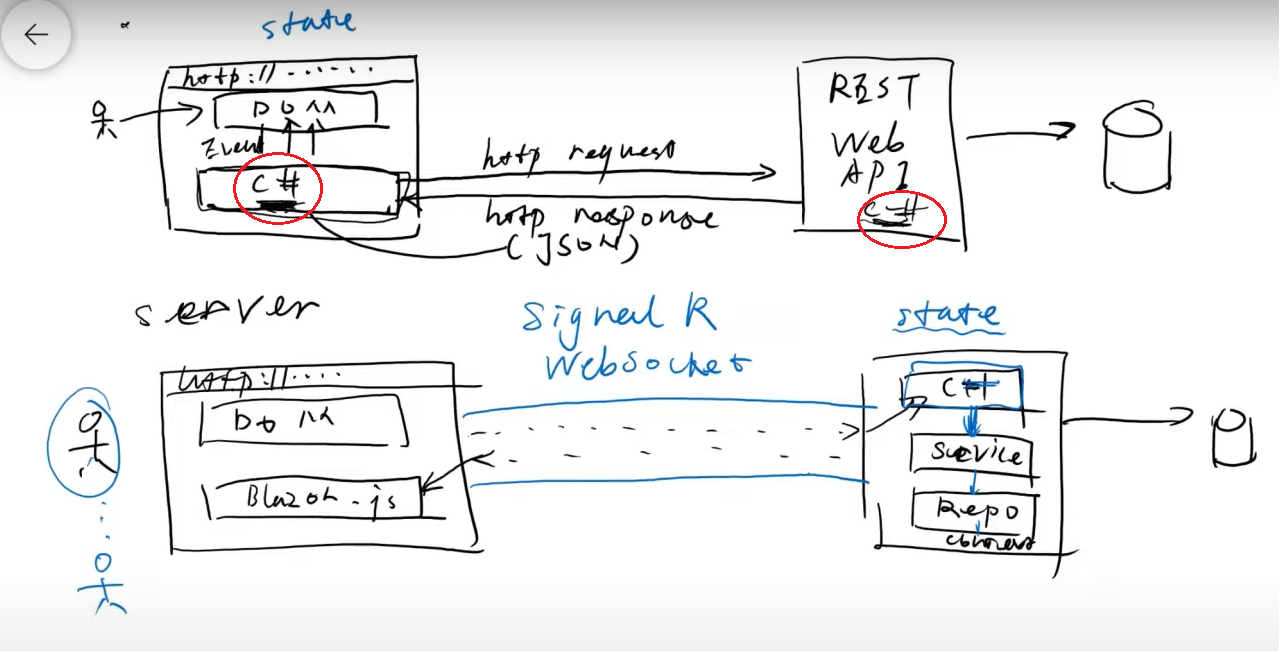 state
http://......
DOM
Event
C#
http request
http response
(JSON)
REST
Web
API
C#
server
Signal R
WebSocket
state
http://....
DOM
Blazor.js
C#
Service
Repo